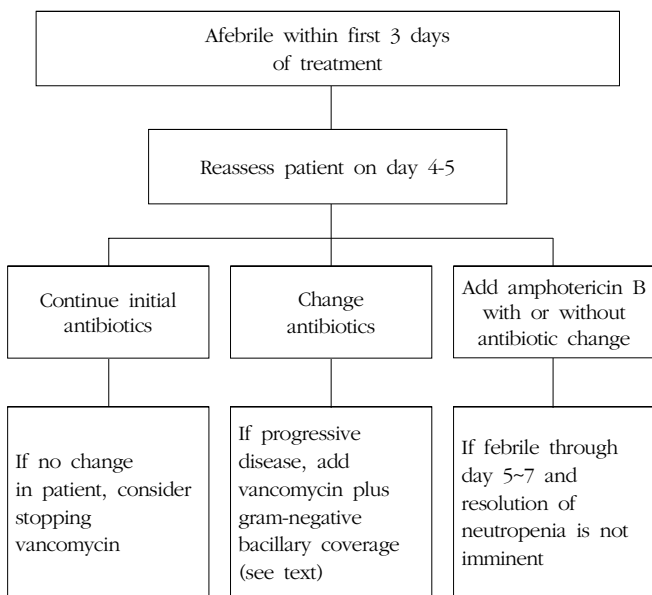 Afebrile within first 3 days
of treatment
Reassess patient on day 4-5
Continue initial
antibiotics
Change
antibiotics
Add amphotericin B
with or without
antibiotic change
If no change
in patient, consider
stopping
vancomycin
If progressive
disease, add
vancomycin plus
gram-negative
bacillary coverage
(see text)
If febrile through
day 5~7 and
resolution of
neutropenia is not
imminent